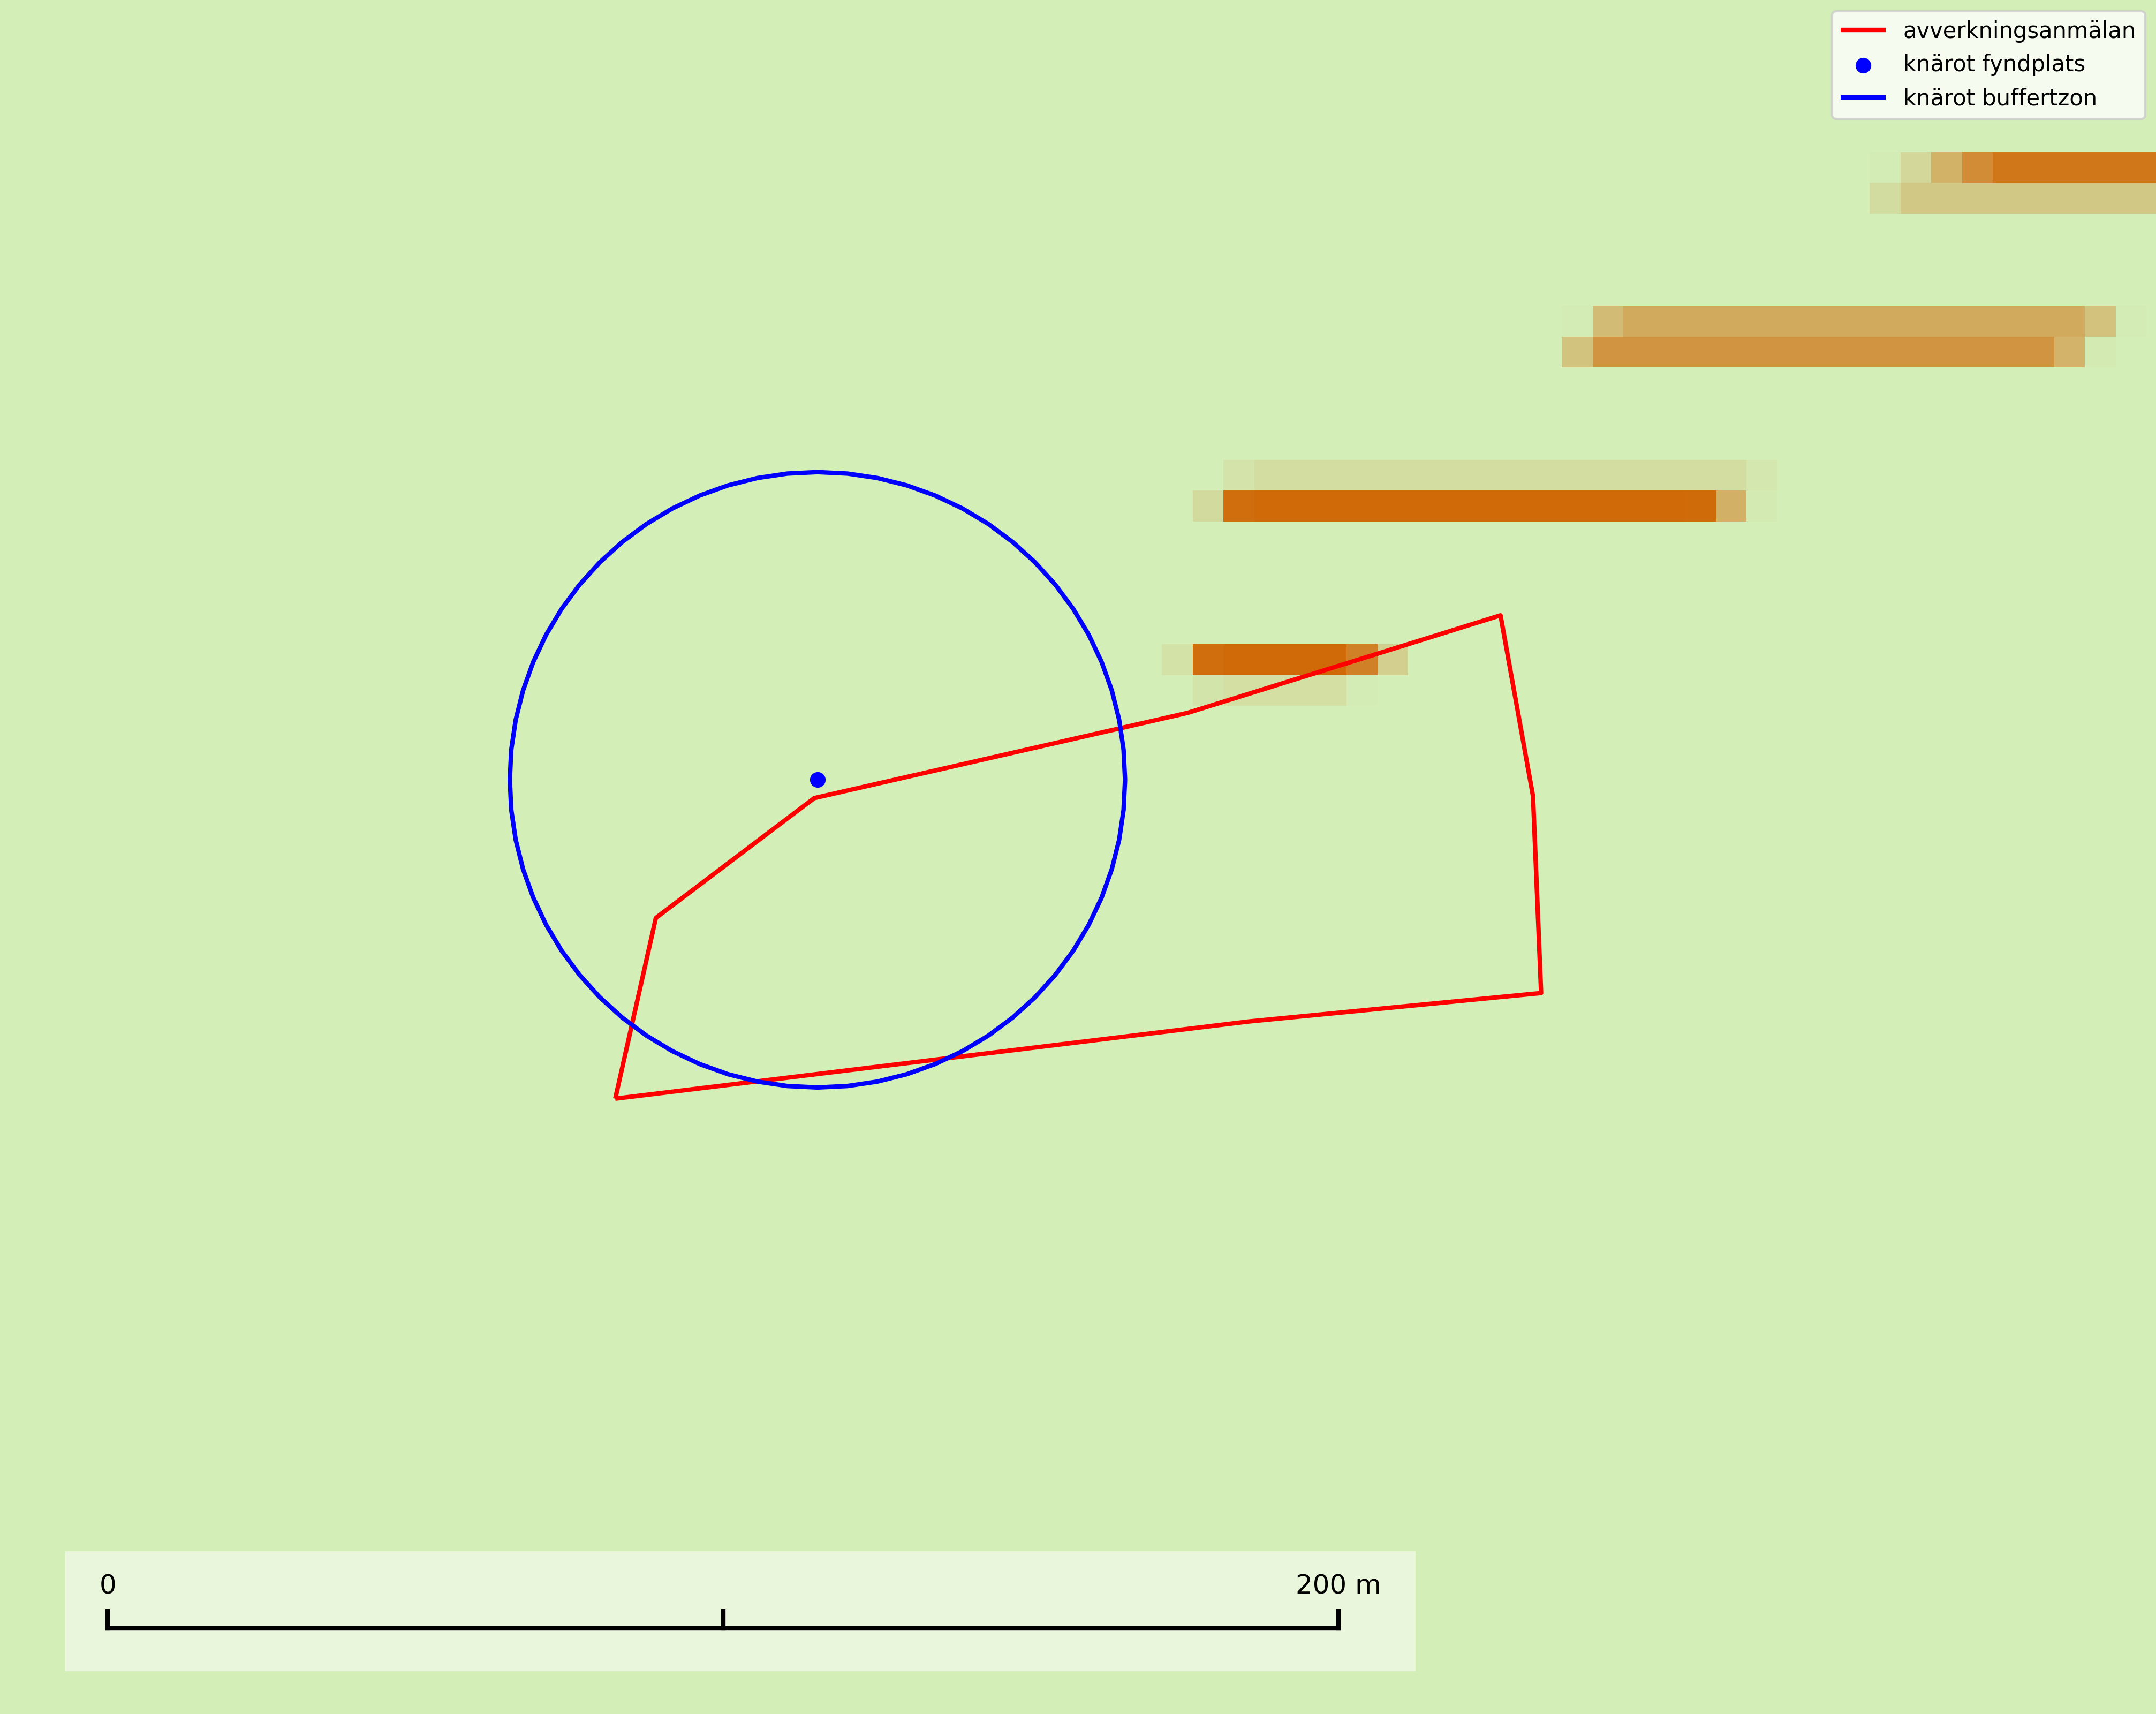 avverkningsanmälan
knärot fyndplats
knärot buffertzon
0
200 m